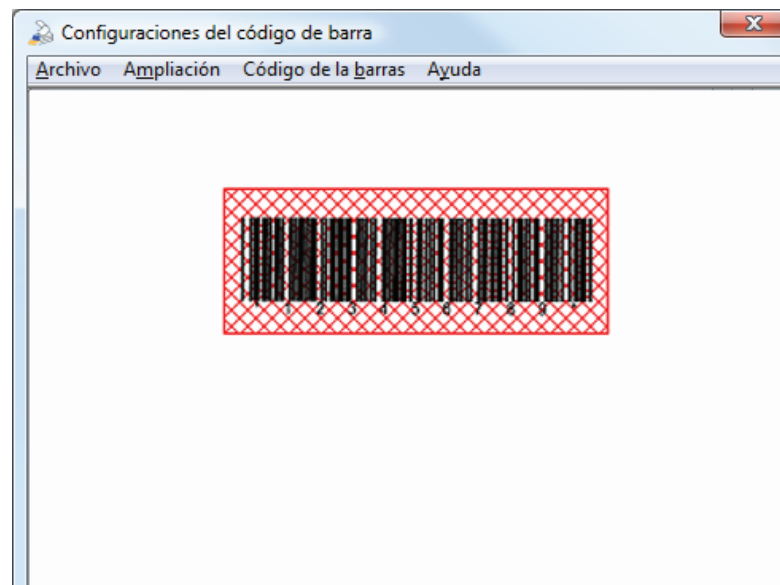 Configuraciones del código de barra
Archivo Ampliación Código de la barras Ayuda
* 1 2 3 4 5 6 7 8 9 *